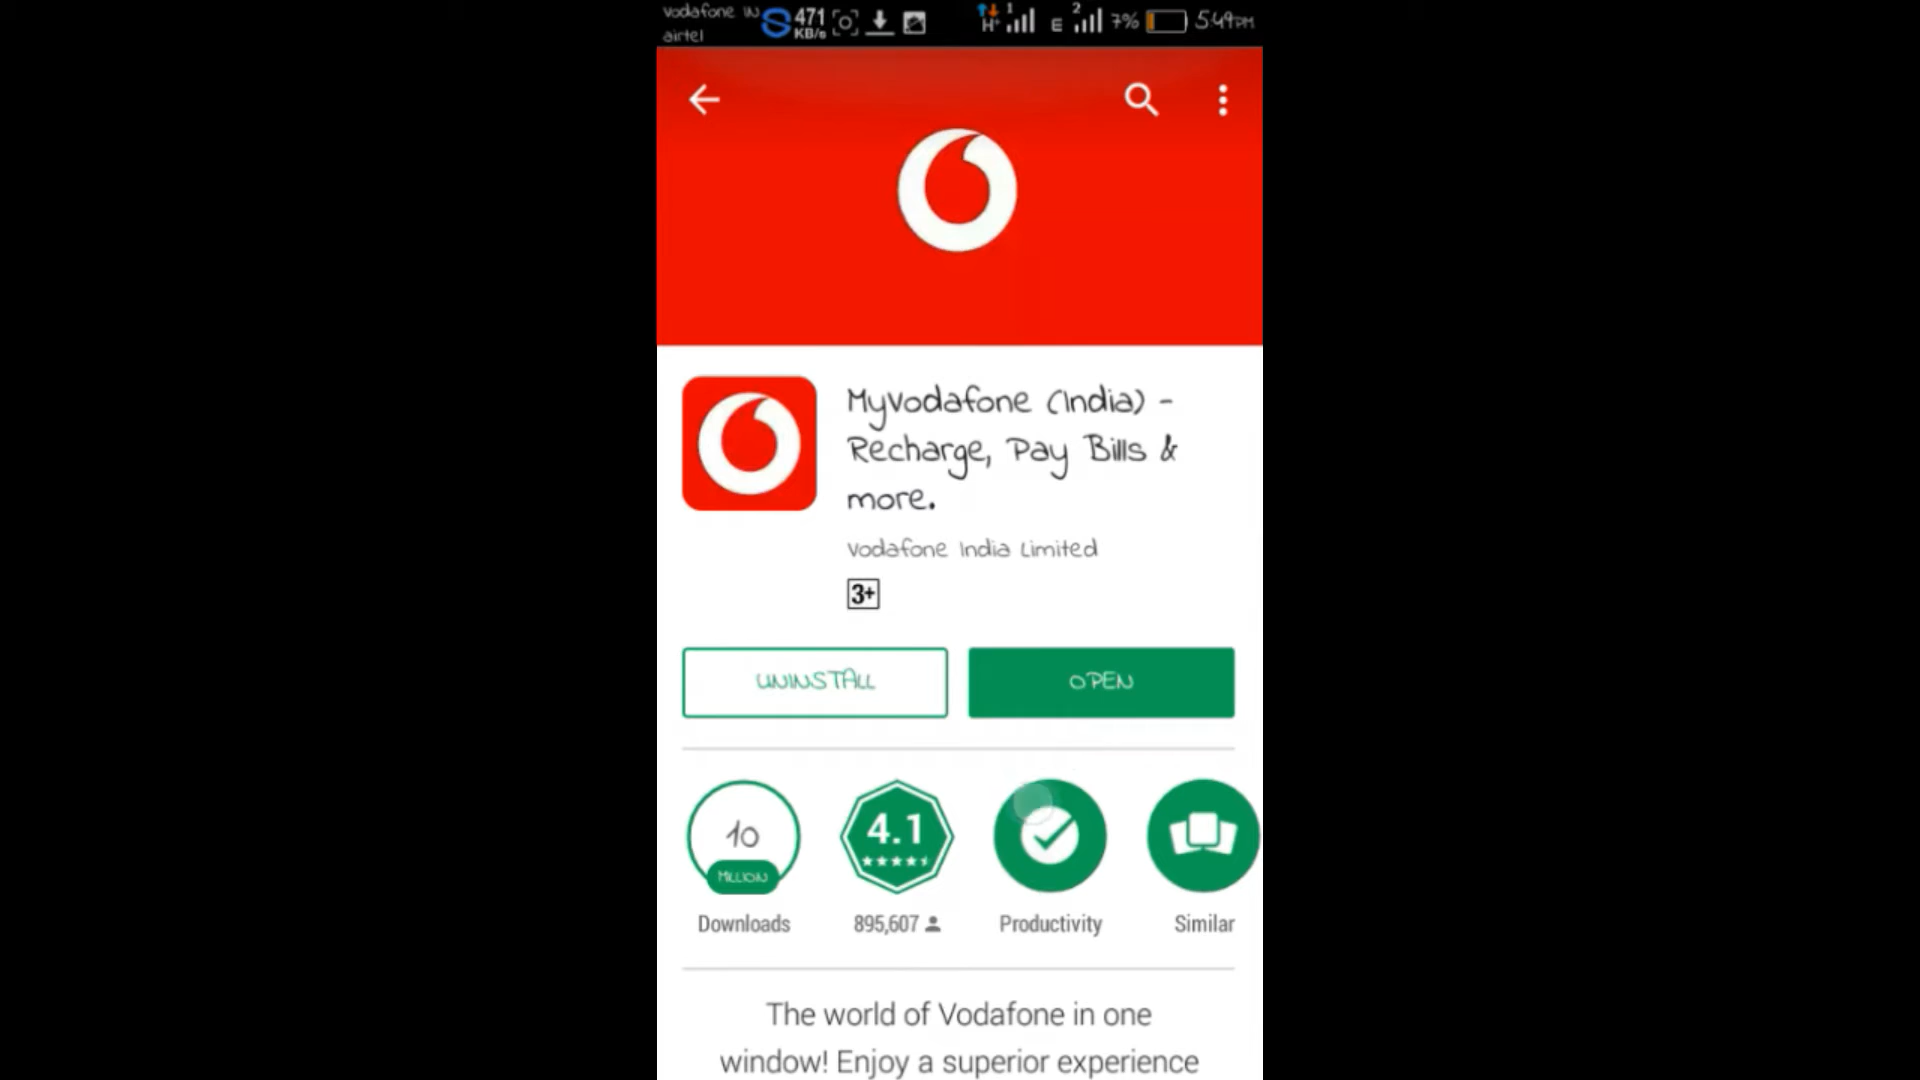 Vodafone IN 471 1 2 7% 5:49PM
airtel KB/s H+ E
MyVodafone (India) -
Recharge, Pay Bills &
more.
Vodafone India Limited
3+
UNINSTALL OPEN
10 4.1
MILLION
Downloads 895,607 Productivity Similar
The world of Vodafone in one
window! Enjoy a superior experience